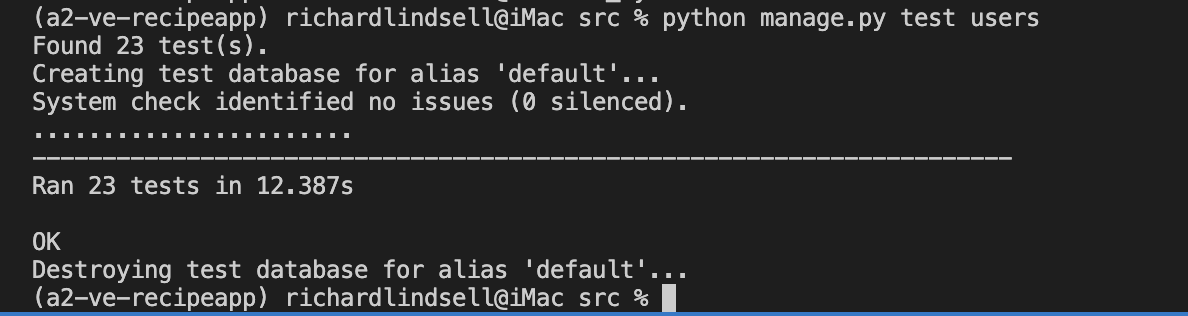 (a2-ve-recipeapp) richardlindsell@iMac src % python manage.py test users
Found 23 test(s).
Creating test database for alias 'default'...
System check identified no issues (0 silenced).
.......................
----------------------------------------------------------------------
Ran 23 tests in 12.387s
OK
Destroying test database for alias 'default'...
(a2-ve-recipeapp) richardlindsell@iMac src %